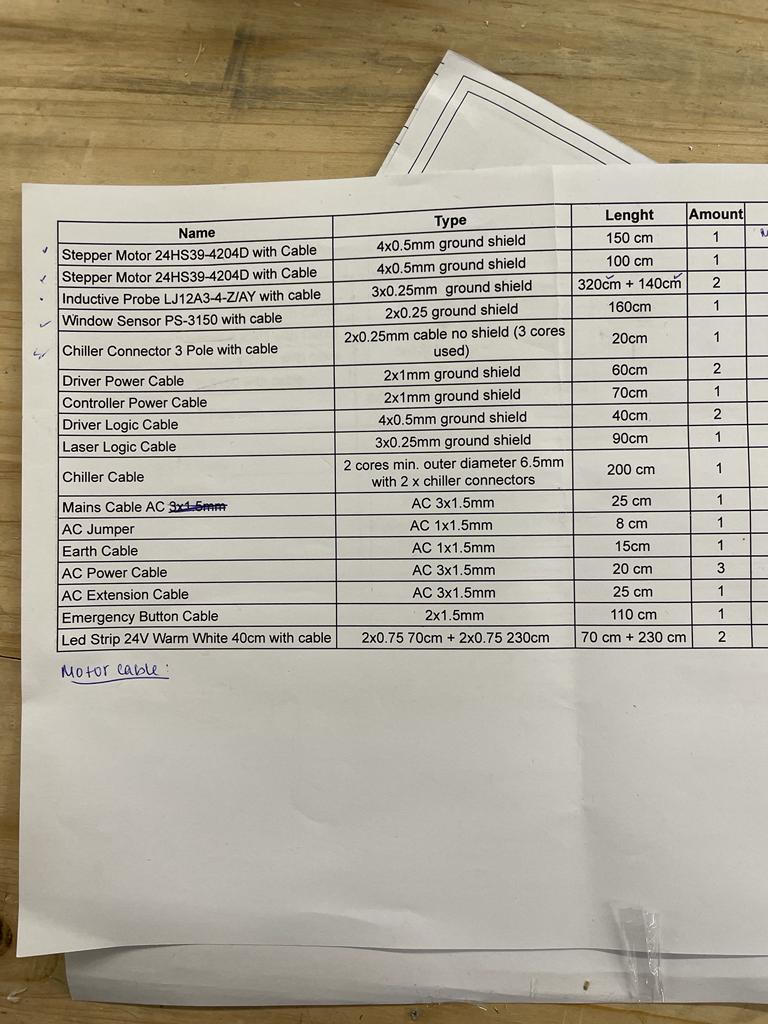 Name Type Lenght Amount
Stepper Motor 24HS39-4204D with Cable 4x0.5mm ground shield 150 cm 1
Stepper Motor 24HS39-4204D with Cable 4x0.5mm ground shield 100 cm 1
Inductive Probe LJ12A3-4-Z/AY with cable 3x0.25mm ground shield 320cm + 140cm 2
Window Sensor PS-3150 with cable 2x0.25 ground shield 160cm 1
Chiller Connector 3 Pole with cable 2x0.25mm cable no shield (3 cores
used) 20cm 1
Driver Power Cable 2x1mm ground shield 60cm 2
Controller Power Cable 2x1mm ground shield 70cm 1
Driver Logic Cable 4x0.5mm ground shield 40cm 2
Laser Logic Cable 3x0.25mm ground shield 90cm 1
Chiller Cable 2 cores min. outer diameter 6.5mm
with 2 x chiller connectors 200 cm 1
Mains Cable AC 3x1.5mm AC 3x1.5mm 25 cm 1
AC Jumper AC 1x1.5mm 8 cm 1
Earth Cable AC 1x1.5mm 15cm 1
AC Power Cable AC 3x1.5mm 20 cm 3
AC Extension Cable AC 3x1.5mm 25 cm 1
Emergency Button Cable 2x1.5mm 110 cm 1
Led Strip 24V Warm White 40cm with cable 2x0.75 70cm + 2x0.75 230cm 70 cm + 230 cm 2
Motor cable: